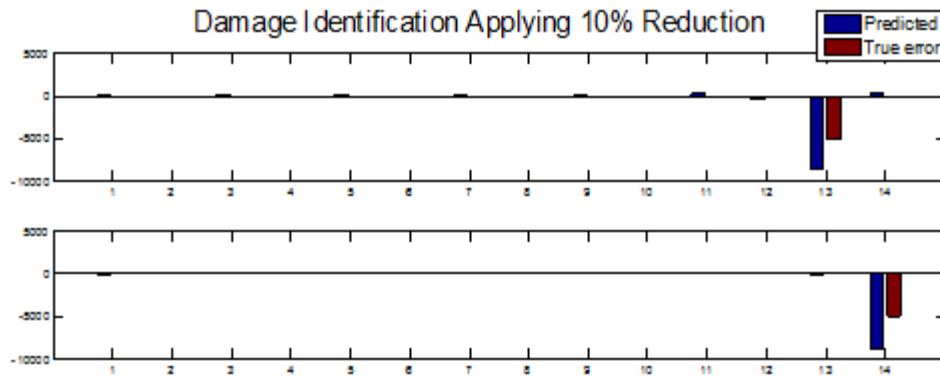 Damage Identification Applying 10% Reduction
Predicted
True error
5000
0
-5000
-10000
1 2 3 4 5 6 7 8 9 10 11 12 13 14
5000
0
-5000
-10000
1 2 3 4 5 6 7 8 9 10 11 12 13 14